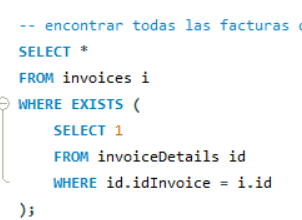 -- encontrar todas las facturas
SELECT *
FROM invoices i
WHERE EXISTS (
SELECT 1
FROM invoiceDetails id
WHERE id.idInvoice = i.id
);